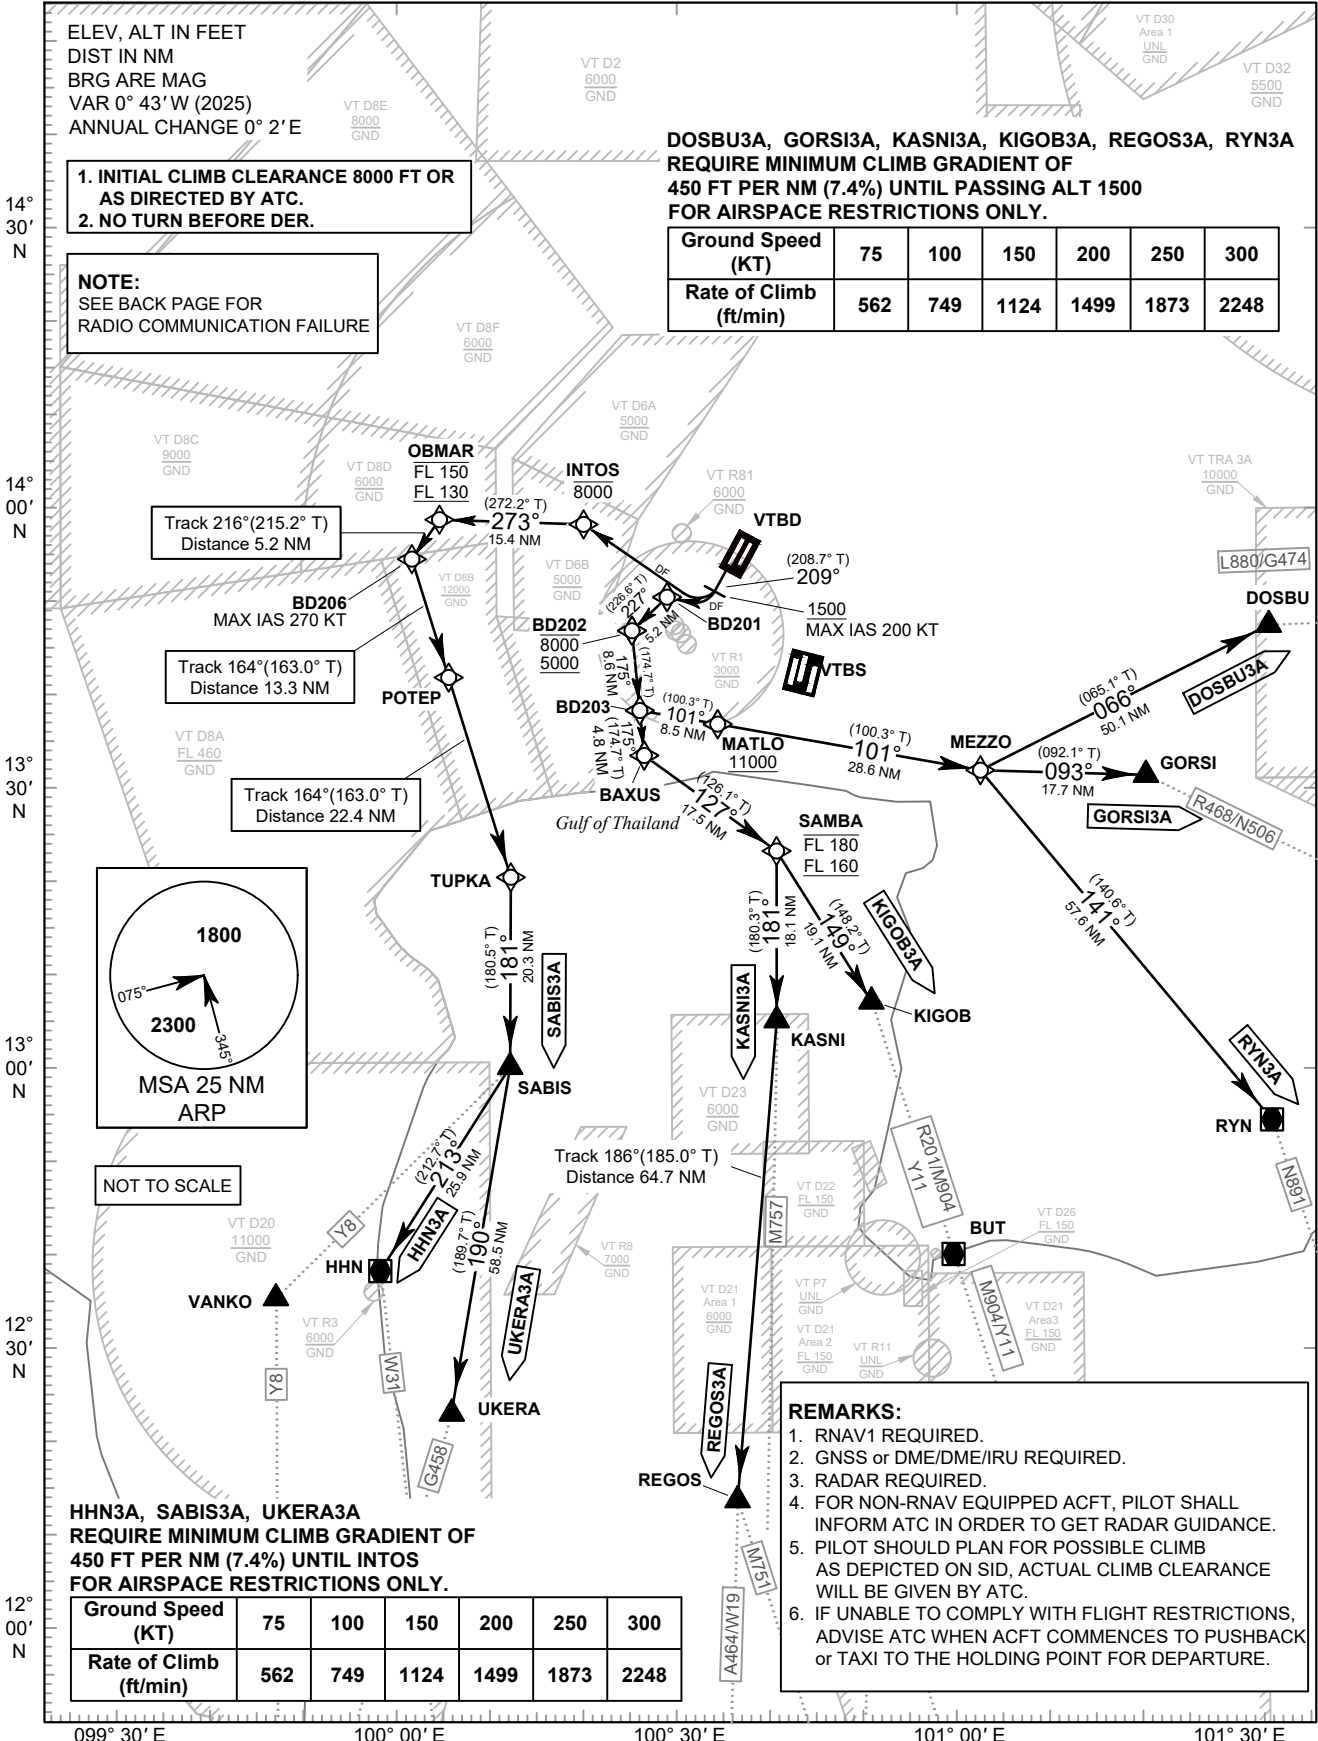 ELEV, ALT IN FEET
DIST IN NM
BRG ARE MAG
VAR 0° 43′ W (2025)
ANNUAL CHANGE 0° 2′ E
1. INITIAL CLIMB CLEARANCE 8000 FT OR
AS DIRECTED BY ATC.
2. NO TURN BEFORE DER.
NOTE:
SEE BACK PAGE FOR
RADIO COMMUNICATION FAILURE
VT D8E
8000
GND
VT D2
6000
GND
VT D30
Area 1
UNL
GND
VT D32
5500
GND
DOSBU3A, GORSI3A, KASNI3A, KIGOB3A, REGOS3A, RYN3A
REQUIRE MINIMUM CLIMB GRADIENT OF
450 FT PER NM (7.4%) UNTIL PASSING ALT 1500
FOR AIRSPACE RESTRICTIONS ONLY.
Ground Speed (KT) 75 100 150 200 250 300
Rate of Climb (ft/min) 562 749 1124 1499 1873 2248
14°
30′
N
VT D8F
6000
GND
VT D6A
5000
GND
VT D8C
9000
GND
VT D8D
6000
GND
OBMAR
FL 150
FL 130
INTOS
8000
VT R81
6000
GND
VTBD
VT TRA 3A
10000
GND
14°
00′
N
(272.2° T)
273°
15.4 NM
Track 216°(215.2° T)
Distance 5.2 NM
(208.7° T)
209°
DF
DF
1500
MAX IAS 200 KT
L880/G474
DOSBU
VT D8B
12000
GND
VT D6B
5000
GND
BD206
MAX IAS 270 KT
(226.6° T)
227°
5.2 NM
BD201
BD202
8000
5000
VT R1
3000
GND
VTBS
Track 164°(163.0° T)
Distance 13.3 NM
POTEP
(174.7° T)
175°
8.6 NM
BD203
(100.3° T)
101°
8.5 NM
MATLO
11000
(100.3° T)
101°
28.6 NM
MEZZO
(065.1° T)
066°
50.1 NM
DOSBU3A
VT D8A
FL 460
GND
175°
(174.7° T)
4.8 NM
BAXUS
(092.1° T)
093°
17.7 NM
GORSI
GORSI3A
R468/N506
13°
30′
N
Track 164°(163.0° T)
Distance 22.4 NM
Gulf of Thailand
(126.1° T)
127°
17.5 NM
SAMBA
FL 180
FL 160
TUPKA
1800
2300
075°
345°
MSA 25 NM
ARP
(180.5° T)
181°
20.3 NM
SABIS3A
(180.3° T)
181°
18.1 NM
(148.2° T)
149°
19.1 NM
KIGOB3A
(140.6° T)
141°
57.6 NM
KASNI3A
KASNI
KIGOB
RYN3A
RYN
13°
00′
N
SABIS
VT D23
6000
GND
NOT TO SCALE
(212.7° T)
213°
25.9 NM
HHN3A
Track 186°(185.0° T)
Distance 64.7 NM
R201/M904
Y11
N891
VT D20
11000
GND
Y8
HHN
(189.7° T)
190°
58.5 NM
UKERA3A
VT R8
7000
GND
M757
VT D22
FL 150
GND
BUT
VT D26
FL 150
GND
VANKO
VT R3
6000
GND
VT D21
Area 1
6000
GND
VT P7
UNL
GND
VT D21
Area 2
FL 150
GND
VT R11
UNL
GND
M904/Y11
VT D21
Area3
FL 150
GND
12°
30′
N
Y8
W31
UKERA
G458
REGOS3A
REGOS
M751
A464/W19
REMARKS:
1. RNAV1 REQUIRED.
2. GNSS or DME/DME/IRU REQUIRED.
3. RADAR REQUIRED.
4. FOR NON-RNAV EQUIPPED ACFT, PILOT SHALL
INFORM ATC IN ORDER TO GET RADAR GUIDANCE.
5. PILOT SHOULD PLAN FOR POSSIBLE CLIMB
AS DEPICTED ON SID, ACTUAL CLIMB CLEARANCE
WILL BE GIVEN BY ATC.
6. IF UNABLE TO COMPLY WITH FLIGHT RESTRICTIONS,
ADVISE ATC WHEN ACFT COMMENCES TO PUSHBACK
or TAXI TO THE HOLDING POINT FOR DEPARTURE.
HHN3A, SABIS3A, UKERA3A
REQUIRE MINIMUM CLIMB GRADIENT OF
450 FT PER NM (7.4%) UNTIL INTOS
FOR AIRSPACE RESTRICTIONS ONLY.
Ground Speed (KT) 75 100 150 200 250 300
Rate of Climb (ft/min) 562 749 1124 1499 1873 2248
12°
00′
N
099° 30′ E
100° 00′ E
100° 30′ E
101° 00′ E
101° 30′ E